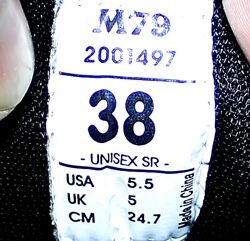 M79
2001497
38
- UNISEX SR -
USA 5.5
UK 5
CM 24.7
Made in China